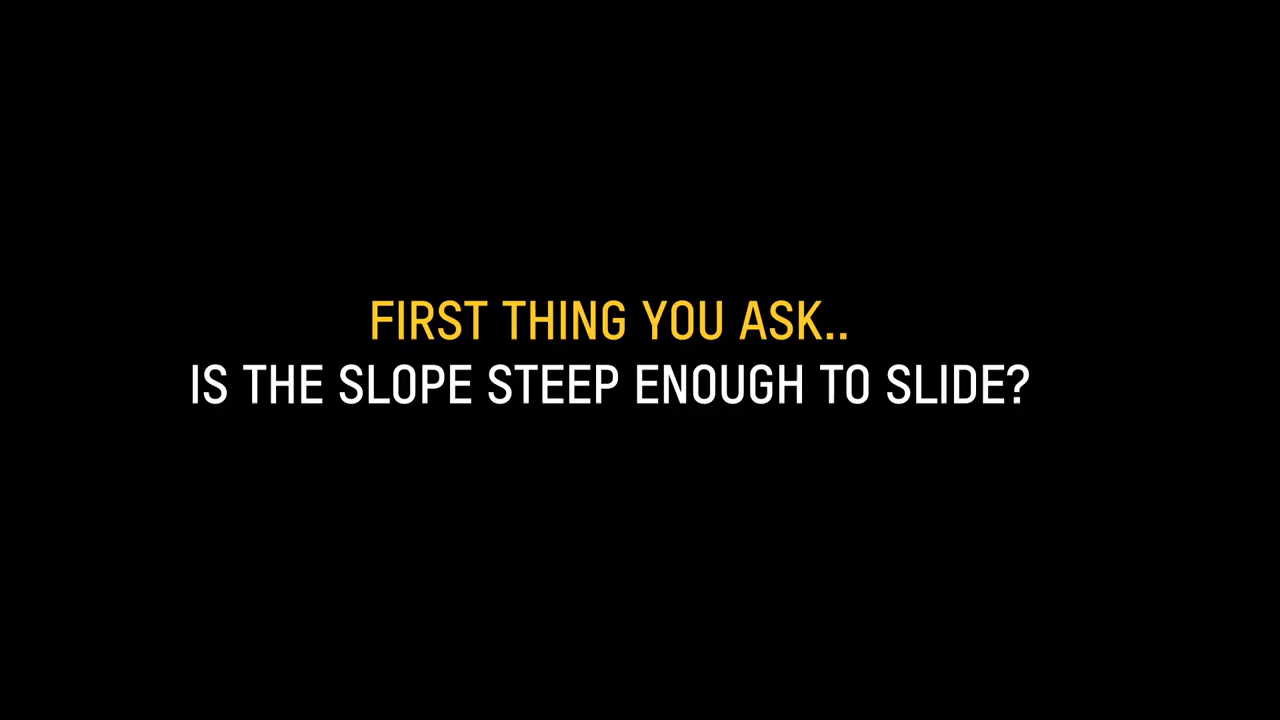 FIRST THING YOU ASK..
IS THE SLOPE STEEP ENOUGH TO SLIDE?